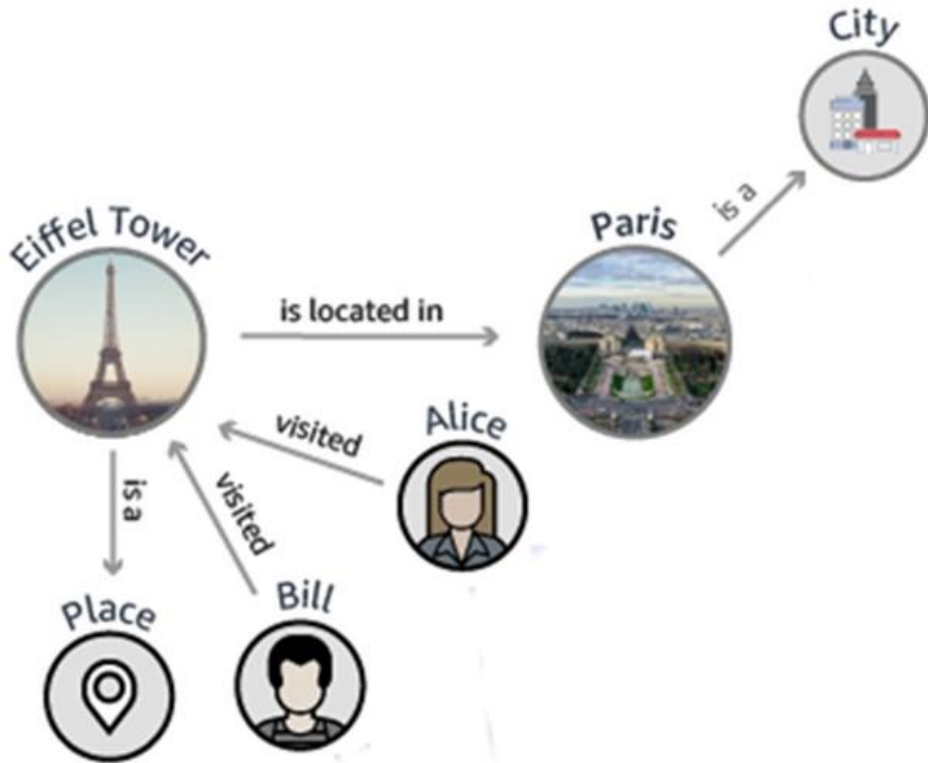 City
is a
Paris
Eiffel Tower
is located in
Alice
visited
visited
is a
Bill
Place